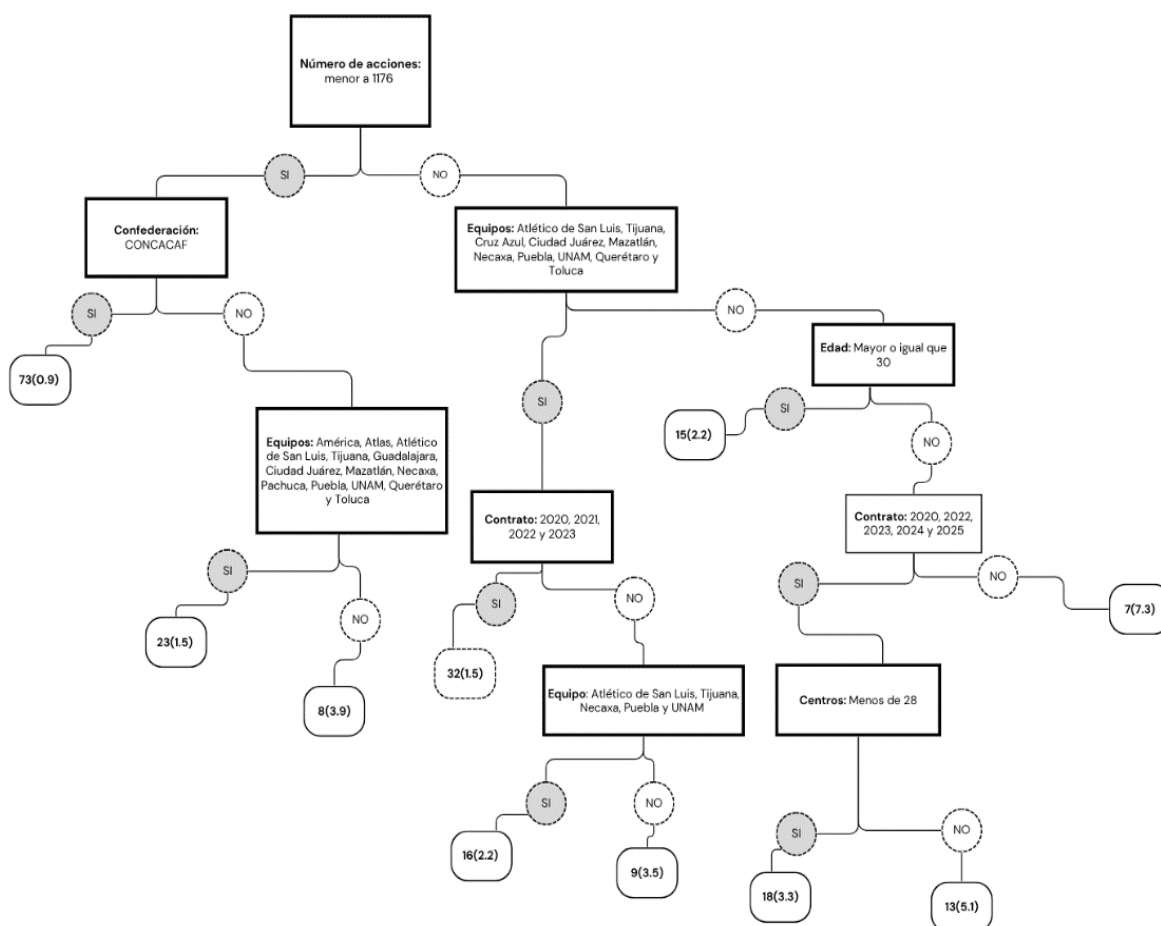 Número de acciones:
menor a 1176
SI
NO
Confederación:
CONCACAF
Equipos: Atlético de San Luis, Tijuana,
Cruz Azul, Ciudad Juárez, Mazatlán,
Necaxa, Puebla, UNAM, Querétaro y
Toluca
SI
NO
NO
Edad: Mayor o igual que
30
73(0.9)
SI
SI
15(2.2)
NO
Equipos: América, Atlas, Atlético
de San Luis, Tijuana, Guadalajara,
Ciudad Juárez, Mazatlán, Necaxa,
Pachuca, Puebla, UNAM, Querétaro
y Toluca
Contrato: 2020, 2021,
2022 y 2023
Contrato: 2020, 2022,
2023, 2024 y 2025
SI
NO
SI
NO
SI
NO
23(1.5)
8(3.9)
32(1.5)
7(7.3)
Equipo: Atlético de San Luis, Tijuana,
Necaxa, Puebla y UNAM
Centros: Menos de 28
SI
NO
SI
NO
16(2.2)
9(3.5)
18(3.3)
13(5.1)